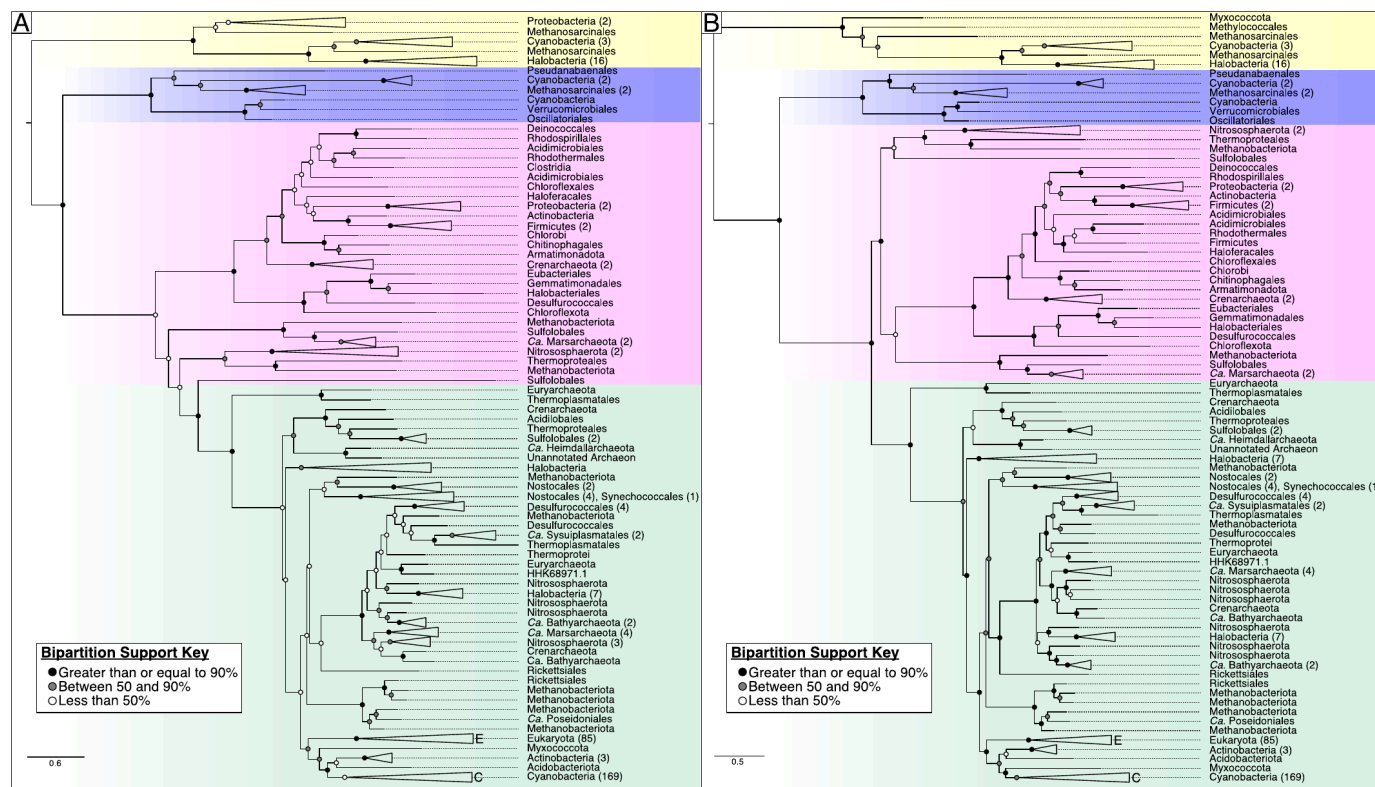 A
Proteobacteria (2)
Methanosarcinales
Cyanobacteria (3)
Methanosarcinales
Halobacteria (16)
Pseudanabaenales
Cyanobacteria (2)
Methanosarcinales (2)
Cyanobacteria
Verrucomicrobiales
Oscillatoriales
Deinococcales
Rhodospirillales
Acidimicrobiales
Rhodothermales
Clostridia
Acidimicrobiales
Chloroflexales
Haloferacales
Proteobacteria (2)
Actinobacteria
Firmicutes (2)
Chlorobi
Chitinophagales
Armatimonadota
Crenarchaeota (2)
Eubacteriales
Gemmatimonadales
Halobacteriales
Desulfurococcales
Chloroflexota
Methanobacteriota
Sulfolobales
Ca. Marsarchaeota (2)
Nitrososphaerota (2)
Thermoproteales
Methanobacteriota
Sulfolobales
Euryarchaeota
Thermoplasmatales
Crenarchaeota
Acidilobales
Thermoproteales
Sulfolobales (2)
Ca. Heimdallarchaeota
Unannotated Archaeon
Halobacteria
Methanobacteriota
Nostocales (2)
Nostocales (4), Synechococcales (1)
Desulfurococcales (4)
Methanobacteriota
Desulfurococcales
Ca. Sysuiplasmatales (2)
Thermoplasmatales
Thermoprotei
Euryarchaeota
HHK68971.1
Nitrososphaerota
Halobacteria (7)
Nitrososphaerota
Nitrososphaerota
Ca. Bathyarchaeota (2)
Ca. Marsarchaeota (4)
Nitrososphaerota (3)
Crenarchaeota
Ca. Bathyarchaeota
Rickettsiales
Rickettsiales
Methanobacteriota
Methanobacteriota
Methanobacteriota
Ca. Poseidoniales
Methanobacteriota
E Eukaryota (85)
Myxococcota
Actinobacteria (3)
Acidobacteriota
C Cyanobacteria (169)
Bipartition Support Key
Greater than or equal to 90%
Between 50 and 90%
Less than 50%
0.6
B
Myxococcota
Methylococcales
Methanosarcinales
Cyanobacteria (3)
Methanosarcinales
Halobacteria (16)
Pseudanabaenales
Cyanobacteria (2)
Methanosarcinales (2)
Cyanobacteria
Verrucomicrobiales
Oscillatoriales
Nitrososphaerota (2)
Thermoproteales
Methanobacteriota
Sulfolobales
Deinococcales
Rhodospirillales
Proteobacteria (2)
Actinobacteria
Firmicutes (2)
Acidimicrobiales
Acidimicrobiales
Rhodothermales
Firmicutes
Haloferacales
Chloroflexales
Chlorobi
Chitinophagales
Armatimonadota
Crenarchaeota (2)
Eubacteriales
Gemmatimonadales
Halobacteriales
Desulfurococcales
Chloroflexota
Methanobacteriota
Sulfolobales
Ca. Marsarchaeota (2)
Euryarchaeota
Thermoplasmatales
Crenarchaeota
Acidilobales
Thermoproteales
Sulfolobales (2)
Ca. Heimdallarchaeota
Unannotated Archaeon
Halobacteria (7)
Methanobacteriota
Nostocales (2)
Nostocales (4), Synechococcales (1
Desulfurococcales (4)
Ca. Sysuiplasmatales (2)
Thermoplasmatales
Methanobacteriota
Desulfurococcales
Thermoprotei
Euryarchaeota
HHK68971.1
Ca. Marsarchaeota (4)
Nitrososphaerota
Nitrososphaerota
Nitrososphaerota
Crenarchaeota
Ca. Bathyarchaeota
Nitrososphaerota
Halobacteria (7)
Nitrososphaerota
Nitrososphaerota
Ca. Bathyarchaeota (2)
Rickettsiales
Rickettsiales
Methanobacteriota
Methanobacteriota
Methanobacteriota
Ca. Poseidoniales
Methanobacteriota
E Eukaryota (85)
Actinobacteria (3)
Acidobacteriota
Myxococcota
C Cyanobacteria (169)
Bipartition Support Key
Greater than or equal to 90%
Between 50 and 90%
Less than 50%
0.5